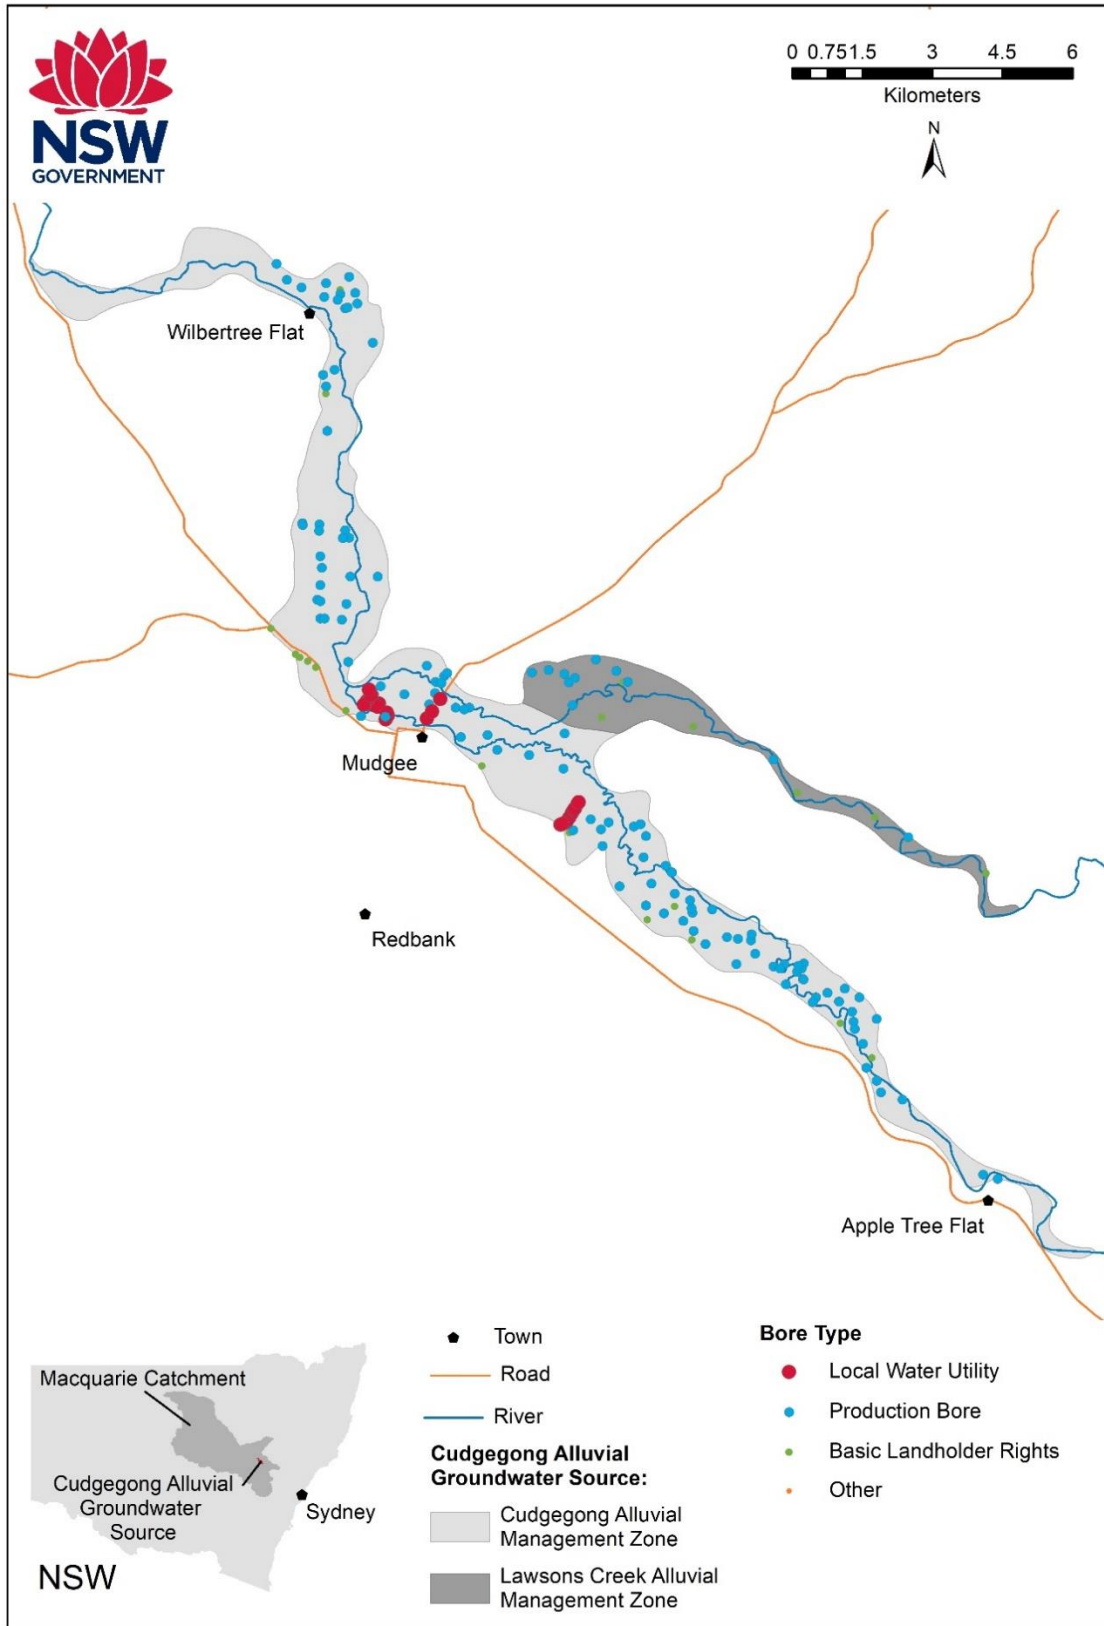 NSW
GOVERNMENT
0 0.75 1.5 3 4.5 6
Kilometers
N
Wilbertree Flat
Mudgee
Redbank
Apple Tree Flat
Macquarie Catchment
Cudgegong Alluvial
Groundwater
Source
Sydney
NSW
Town
Road
River
Cudgegong Alluvial
Groundwater Source:
Cudgegong Alluvial
Management Zone
Lawsons Creek Alluvial
Management Zone
Bore Type
Local Water Utility
Production Bore
Basic Landholder Rights
Other